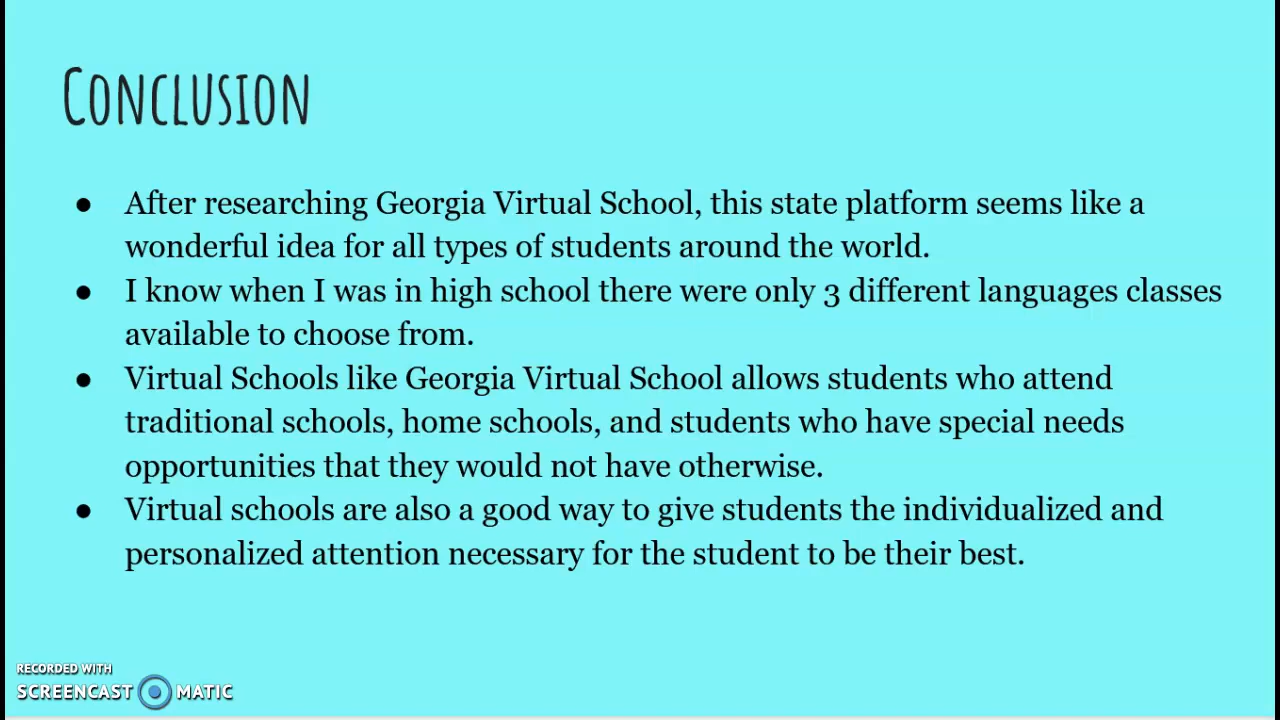 Conclusion
● After researching Georgia Virtual School, this state platform seems like a
wonderful idea for all types of students around the world.
● I know when I was in high school there were only 3 different languages classes
available to choose from.
● Virtual Schools like Georgia Virtual School allows students who attend
traditional schools, home schools, and students who have special needs
opportunities that they would not have otherwise.
● Virtual schools are also a good way to give students the individualized and
personalized attention necessary for the student to be their best.
RECORDED WITH
SCREENCAST MATIC